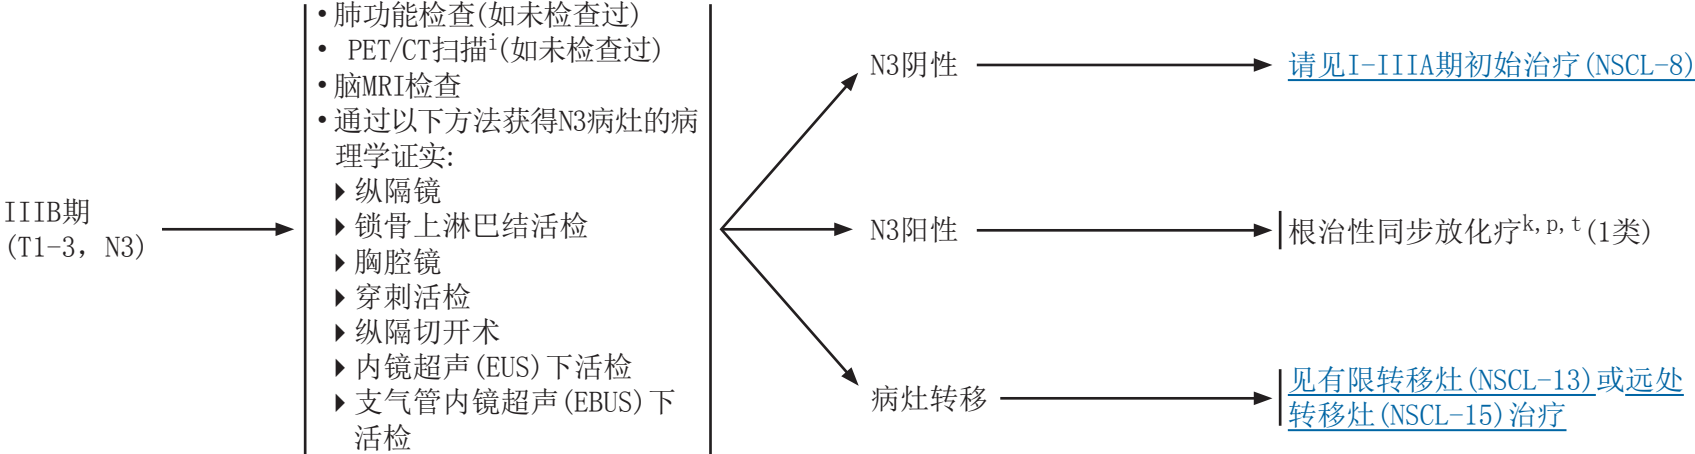 IIIB期
(T1-3, N3)
•肺功能检查(如未检查过)
• PET/CT扫描i(如未检查过)
•脑MRI检查
•通过以下方法获得N3病灶的病
理学证实:
纵隔镜
锁骨上淋巴结活检
胸腔镜
穿刺活检
纵隔切开术
内镜超声(EUS)下活检
支气管内镜超声(EBUS)下
活检
N3阴性
请见I-IIIA期初始治疗(NSCL-8)
N3阳性
根治性同步放化疗k,p,t(1类)
病灶转移
见有限转移灶(NSCL-13)或远处
转移灶(NSCL-15)治疗